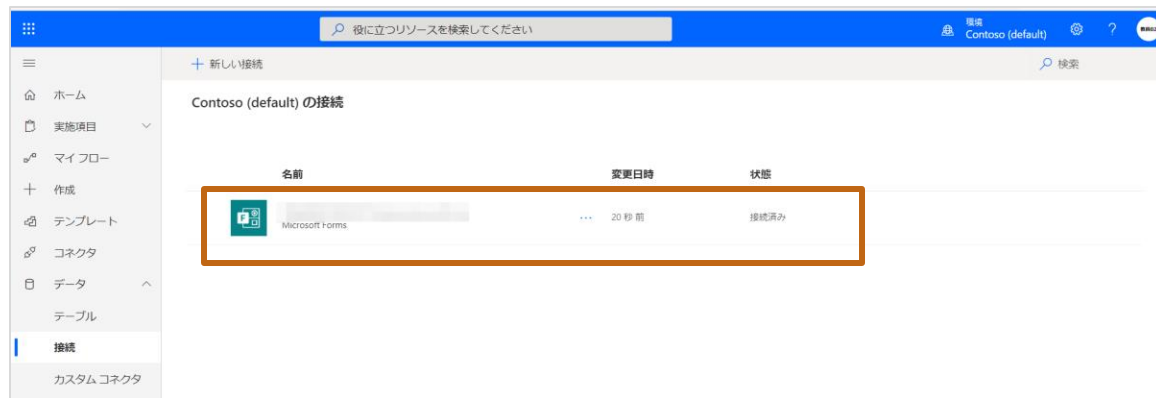 役に立つリソースを検索してください
環境
Contoso (default)
?
+ 新しい接続
検索
ホーム
Contoso (default) の接続
実施項目
マイ フロー
名前 変更日時 状態
作成
テンプレート
Microsoft Forms ... 20 秒 前 接続済み
コネクタ
データ
テーブル
接続
カスタム コネクタ